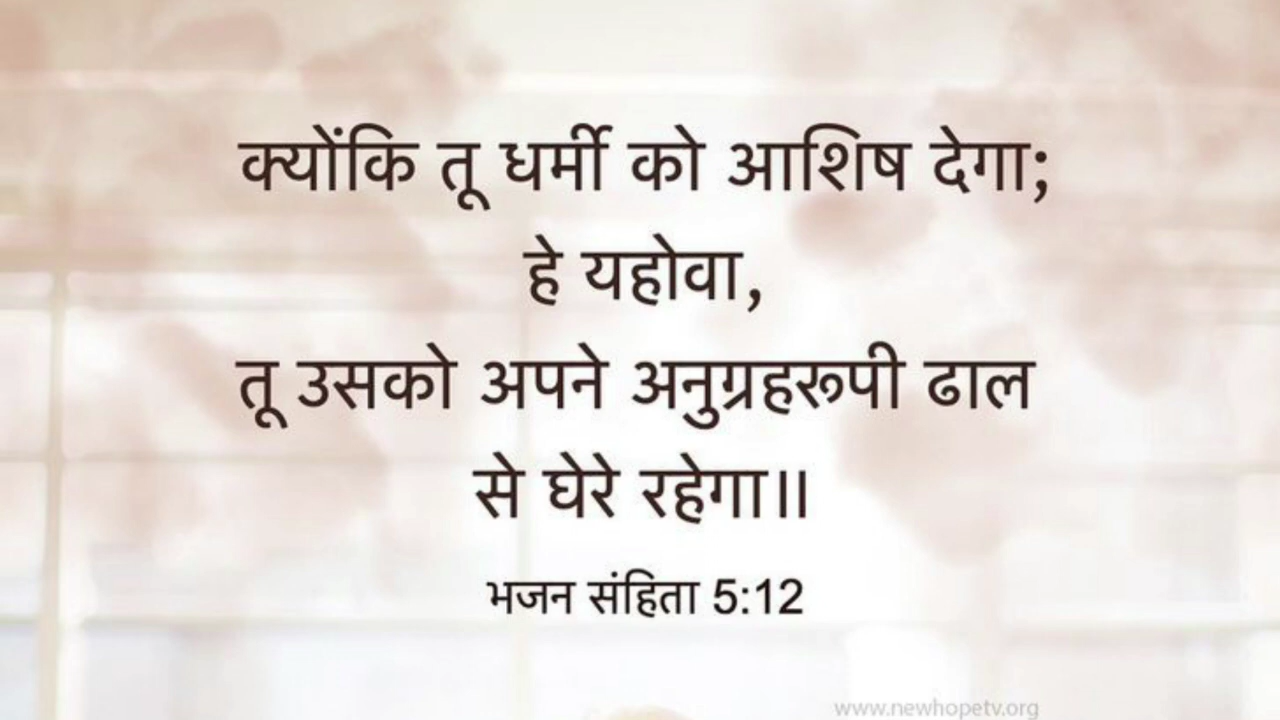 क्योंकि तू धर्मी को आशिष देगा;
हे यहोवा,
तू उसको अपने अनुग्रहरूपी ढाल
से घेरे रहेगा॥
भजन संहिता 5:12
www.newhopetv.org